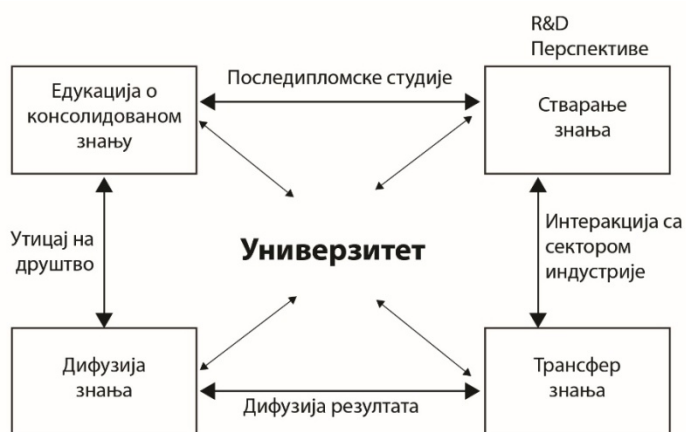 R&D
Перспективе
Едукација о
консолидованом
знању
Последипломске студије
Стварање
знања
Утицај на
друштво
Универзитет
Интеракција са
сектором
индустрије
Дифузија
знања
Дифузија резултата
Трансфер
знања